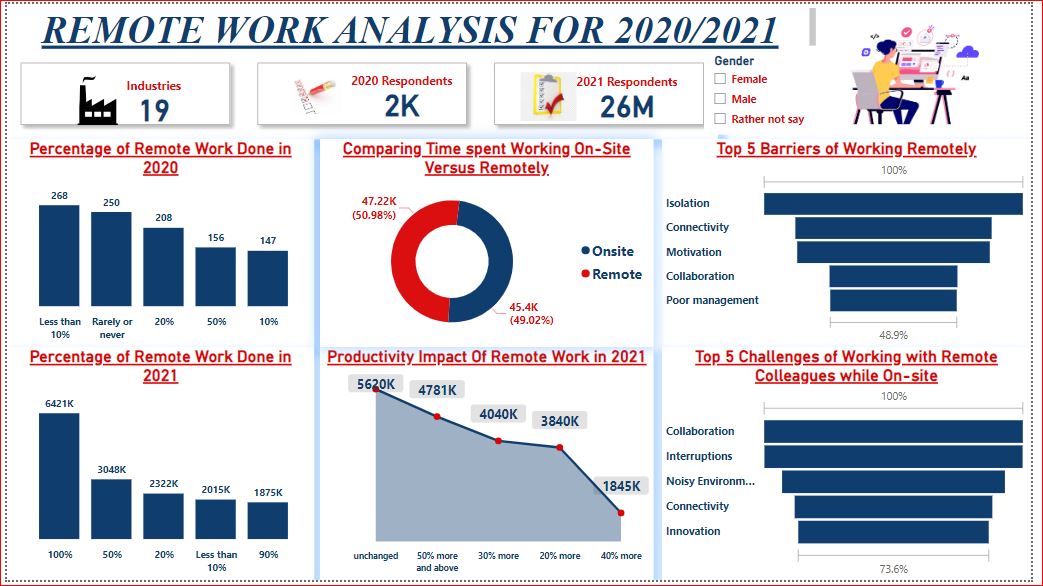 REMOTE WORK ANALYSIS FOR 2020/2021
Industries
19
2020 Respondents
2K
2021 Respondents
26M
Gender
Female
Male
Rather not say
</>
Aa
Percentage of Remote Work Done in
2020
268
250
208
156
147
Less than
10%
Rarely or
never
20%
50%
10%
Comparing Time spent Working On-Site
Versus Remotely
47.22K
(50.98%)
45.4K
(49.02%)
Onsite
Remote
Top 5 Barriers of Working Remotely
100%
Isolation
Connectivity
Motivation
Collaboration
Poor management
48.9%
Percentage of Remote Work Done in
2021
6421K
3048K
2322K
2015K
1875K
100%
50%
20%
Less than
10%
90%
Productivity Impact Of Remote Work in 2021
5620K
4781K
4040K
3840K
1845K
unchanged
50% more
and above
30% more
20% more
40% more
Top 5 Challenges of Working with Remote
Colleagues while On-site
100%
Collaboration
Interruptions
Noisy Environm...
Connectivity
Innovation
73.6%